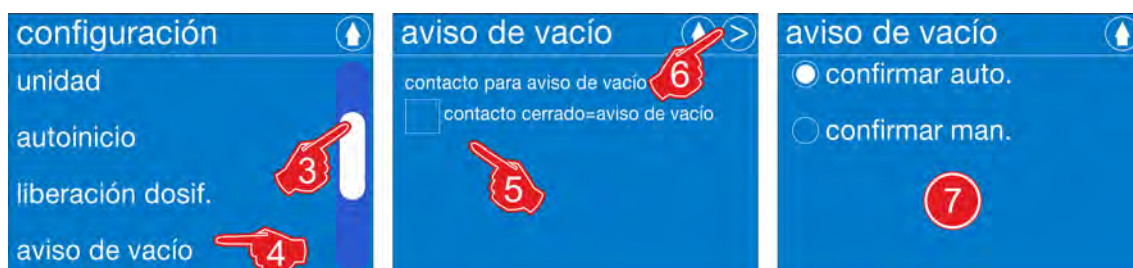 configuración
unidad
autoinicio
3
liberación dosif.
aviso de vacío
4
aviso de vacío >
6
contacto para aviso de vacío
contacto cerrado=aviso de vacío
5
aviso de vacío
confirmar auto.
confirmar man.
7